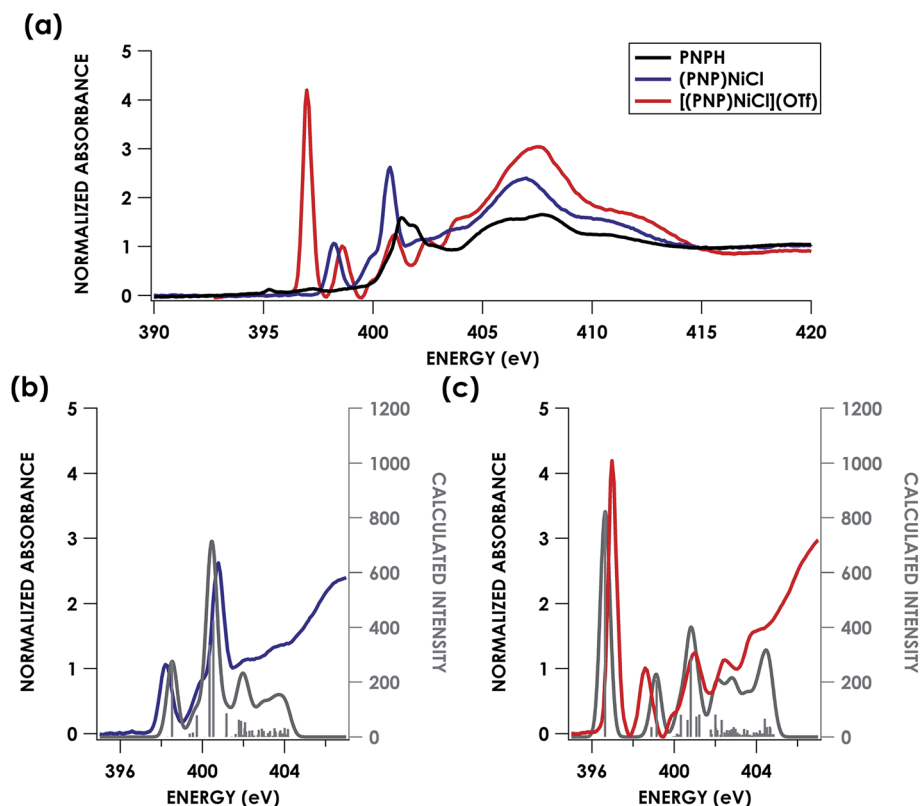 (a)
NORMALIZED ABSORBANCE
5
4
3
2
1
0
PNPH
(PNP)NiCl
[(PNP)NiCl](OTf)
390 395 400 405 410 415 420
ENERGY (eV)
(b)
NORMALIZED ABSORBANCE
5
4
3
2
1
0
1200
1000
800
600
400
200
0
CALCULATED INTENSITY
396 400 404
ENERGY (eV)
(c)
NORMALIZED ABSORBANCE
5
4
3
2
1
0
1200
1000
800
600
400
200
0
CALCULATED INTENSITY
396 400 404
ENERGY (eV)